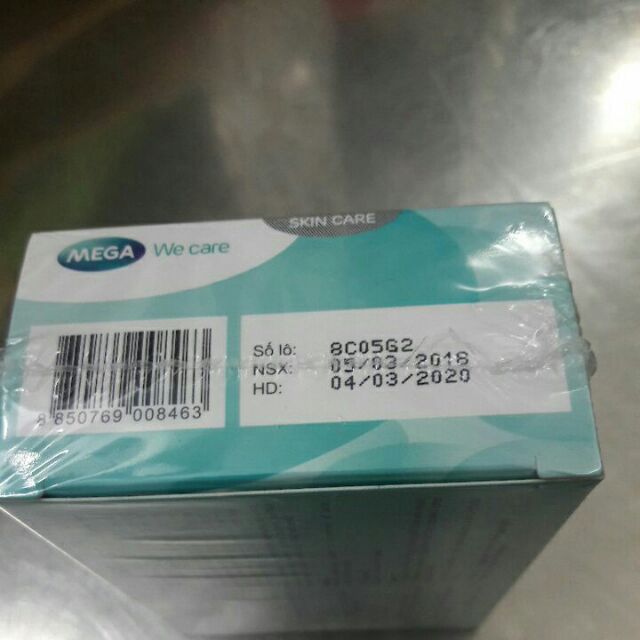 SKIN CARE
MEGA We care
Số lô: 8C05G2
NSX: 05/03/2018
HD: 04/03/2020
8 850769 008463